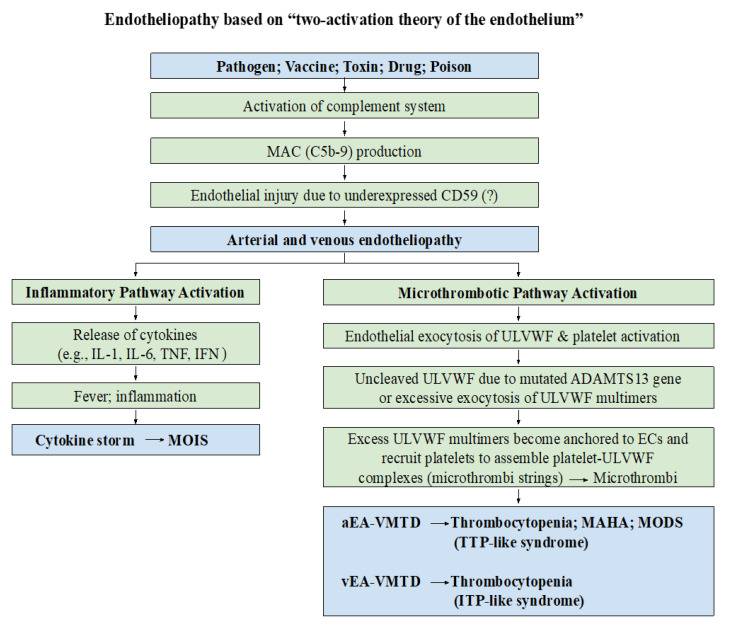 Endotheliopathy based on “two-activation theory of the endothelium”
Pathogen; Vaccine; Toxin; Drug; Poison
Activation of complement system
MAC (C5b-9) production
Endothelial injury due to underexpressed CD59 (?)
Arterial and venous endotheliopathy
Inflammatory Pathway Activation
Release of cytokines
(e.g., IL-1, IL-6, TNF, IFN )
Fever; inflammation
Cytokine storm → MOIS
Microthrombotic Pathway Activation
Endothelial exocytosis of ULVWF & platelet activation
Uncleaved ULVWF due to mutated ADAMTS13 gene
or excessive exocytosis of ULVWF multimers
Excess ULVWF multimers become anchored to ECs and
recruit platelets to assemble platelet-ULVWF
complexes (microthrombi strings) → Microthrombi
aEA-VMTD → Thrombocytopenia; MAHA; MODS
(TTP-like syndrome)
vEA-VMTD → Thrombocytopenia
(ITP-like syndrome)